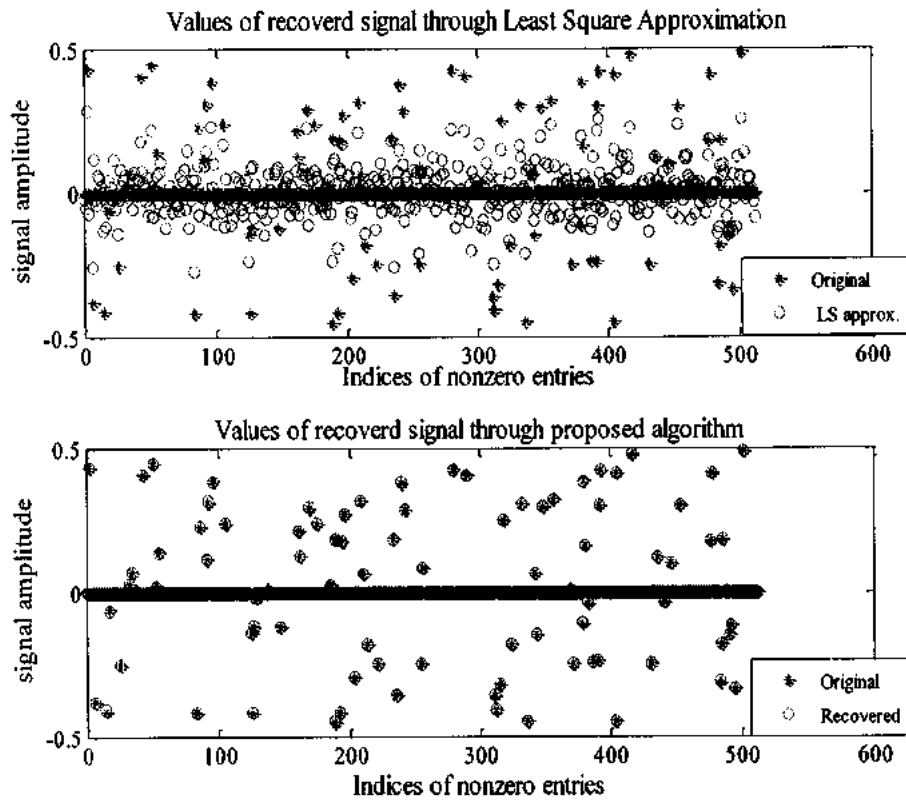 Values of recoverd signal through Least Square Approximation
0.5
0
-0.5
signal amplitude
0 100 200 300 400 500 600
Indices of nonzero entries
Original
LS approx.
Values of recoverd signal through proposed algorithm
0.5
0
-0.5
signal amplitude
0 100 200 300 400 500 600
Indices of nonzero entries
Original
Recovered